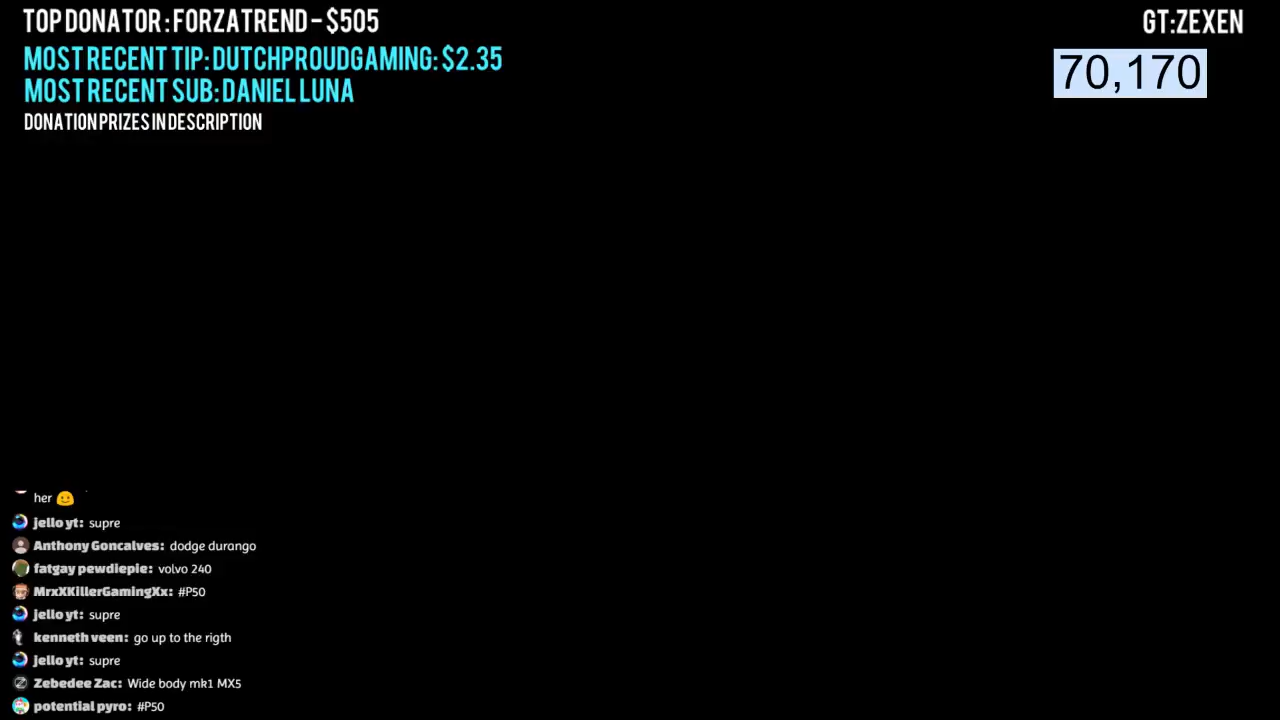 TOP DONATOR : FORZATREND - $505
GT:ZEXEN
MOST RECENT TIP: DUTCHPROUDGAMING: $2.35
70,170
MOST RECENT SUB: DANIEL LUNA
DONATION PRIZES IN DESCRIPTION
her
jello yt: supre
Anthony Goncalves: dodge durango
fatgay pewdiepie: volvo 240
MrxXKillerGamingXx: #P50
jello yt: supre
kenneth veen: go up to the rigth
jello yt: supre
Zebedee Zac: Wide body mk1 MX5
potential pyro: #P50